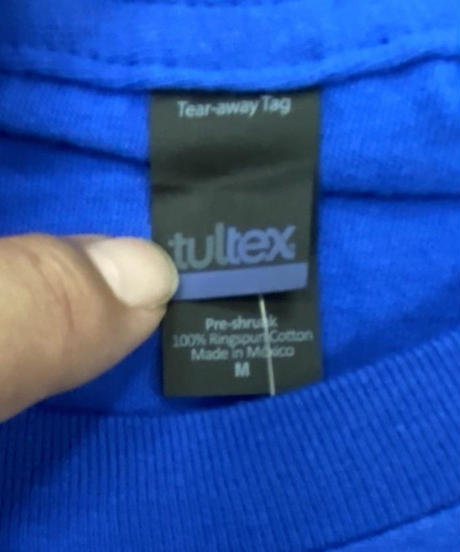 Tear-away Tag
tultex
Pre-shrunk
100% Ringspun Cotton
Made in Mexico
M